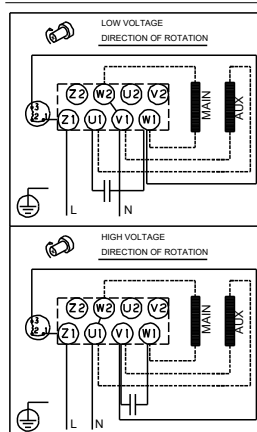 LOW VOLTAGE
DIRECTION OF ROTATION
Z2 W2 U2 V2
Z1 U1 V1 W1
MAIN
AUX
L N
HIGH VOLTAGE
DIRECTION OF ROTATION
Z2 W2 U2 V2
Z1 U1 V1 W1
MAIN
AUX
L N